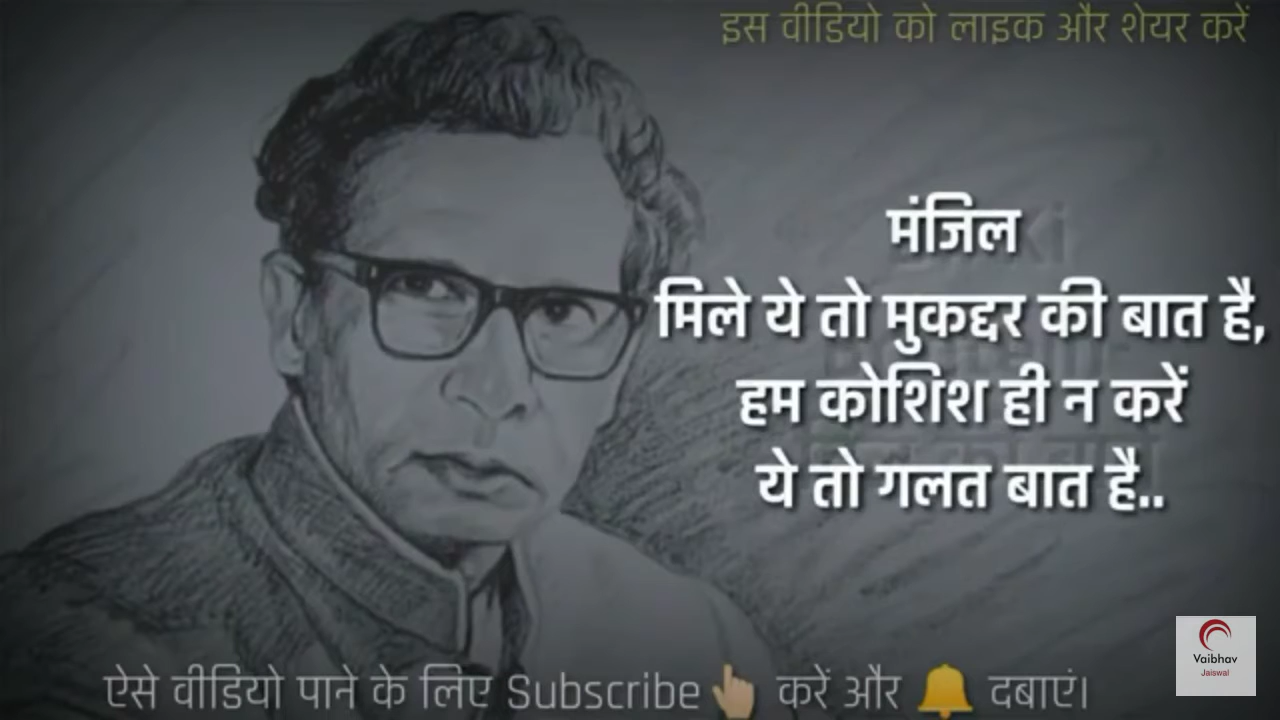 इस वीडियो को लाइक और शेयर करें
मंजिल
मिले ये तो मुकद्दर की बात है,
हम कोशिश ही न करें
ये तो गलत बात है..
ऐसे वीडियो पाने के लिए Subscribe 👆 करें और 🔔 दबाएं।
Vaibhav
Jaiswal